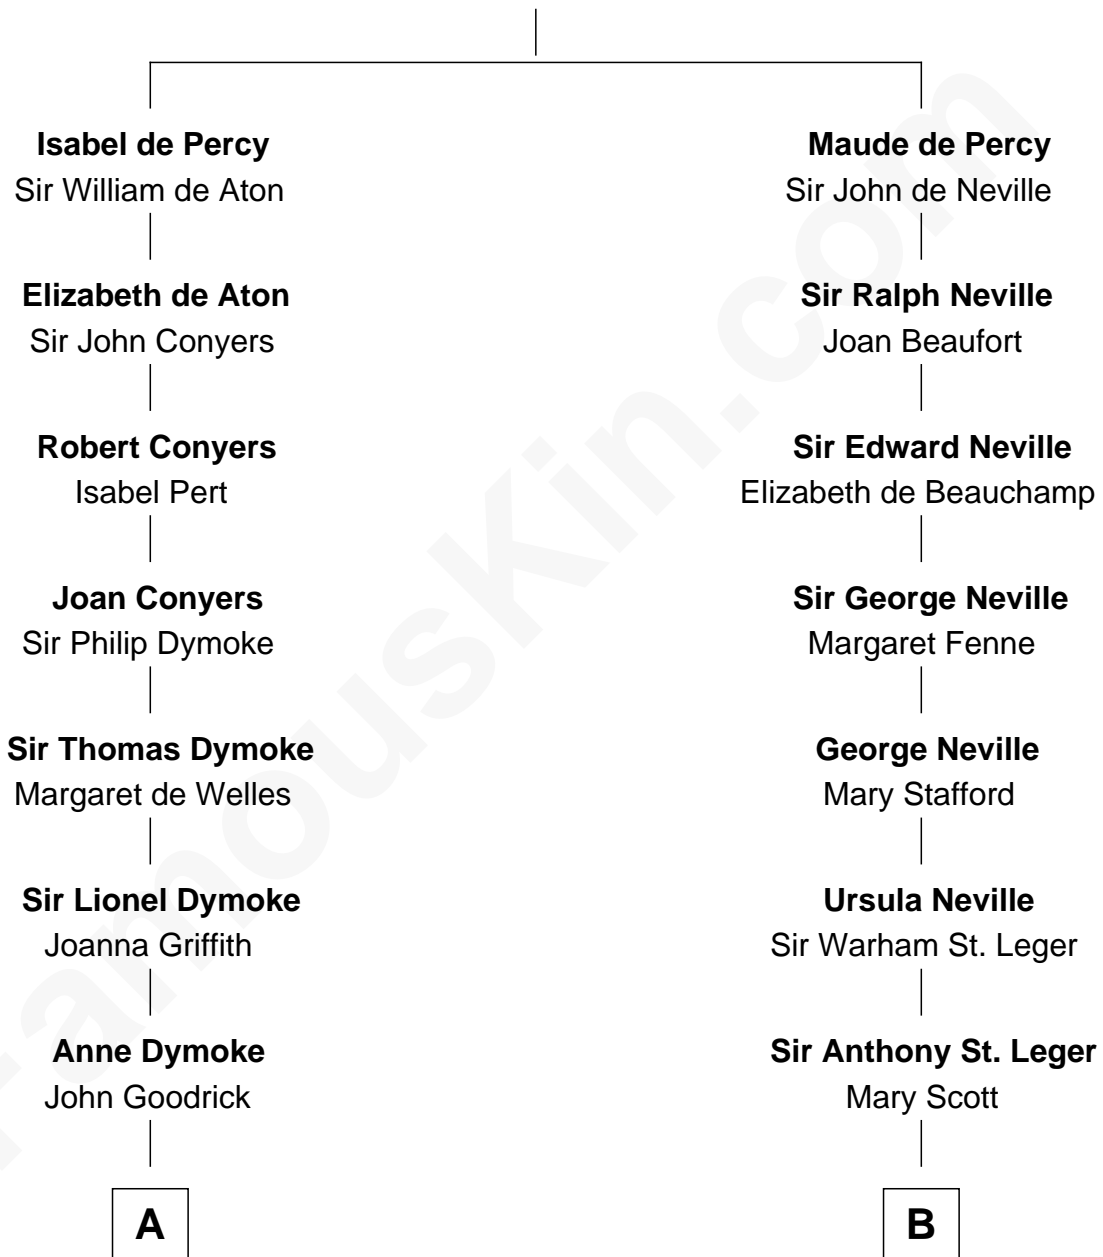 Isabel de Percy
Sir William de Aton
Elizabeth de Aton
Sir John Conyers
Robert Conyers
Isabel Pert
Joan Conyers
Sir Philip Dymoke
Sir Thomas Dymoke
Margaret de Welles
Sir Lionel Dymoke
Joanna Griffith
Anne Dymoke
John Goodrick
A
Maude de Percy
Sir John de Neville
Sir Ralph Neville
Joan Beaufort
Sir Edward Neville
Elizabeth de Beauchamp
Sir George Neville
Margaret Fenne
George Neville
Mary Stafford
Ursula Neville
Sir Warham St. Leger
Sir Anthony St. Leger
Mary Scott
B
FamousKin.com